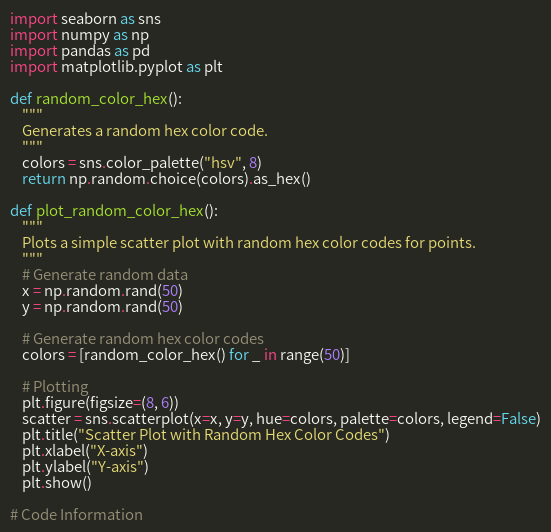 import seaborn as sns
import numpy as np
import pandas as pd
import matplotlib.pyplot as plt

def random_color_hex():
    """
    Generates a random hex color code.
    """
    colors = sns.color_palette("hsv", 8)
    return np.random.choice(colors).as_hex()

def plot_random_color_hex():
    """
    Plots a simple scatter plot with random hex color codes for points.
    """
    # Generate random data
    x = np.random.rand(50)
    y = np.random.rand(50)

    # Generate random hex color codes
    colors = [random_color_hex() for _ in range(50)]

    # Plotting
    plt.figure(figsize=(8, 6))
    scatter = sns.scatterplot(x=x, y=y, hue=colors, palette=colors, legend=False)
    plt.title("Scatter Plot with Random Hex Color Codes")
    plt.xlabel("X-axis")
    plt.ylabel("Y-axis")
    plt.show()

# Code Information